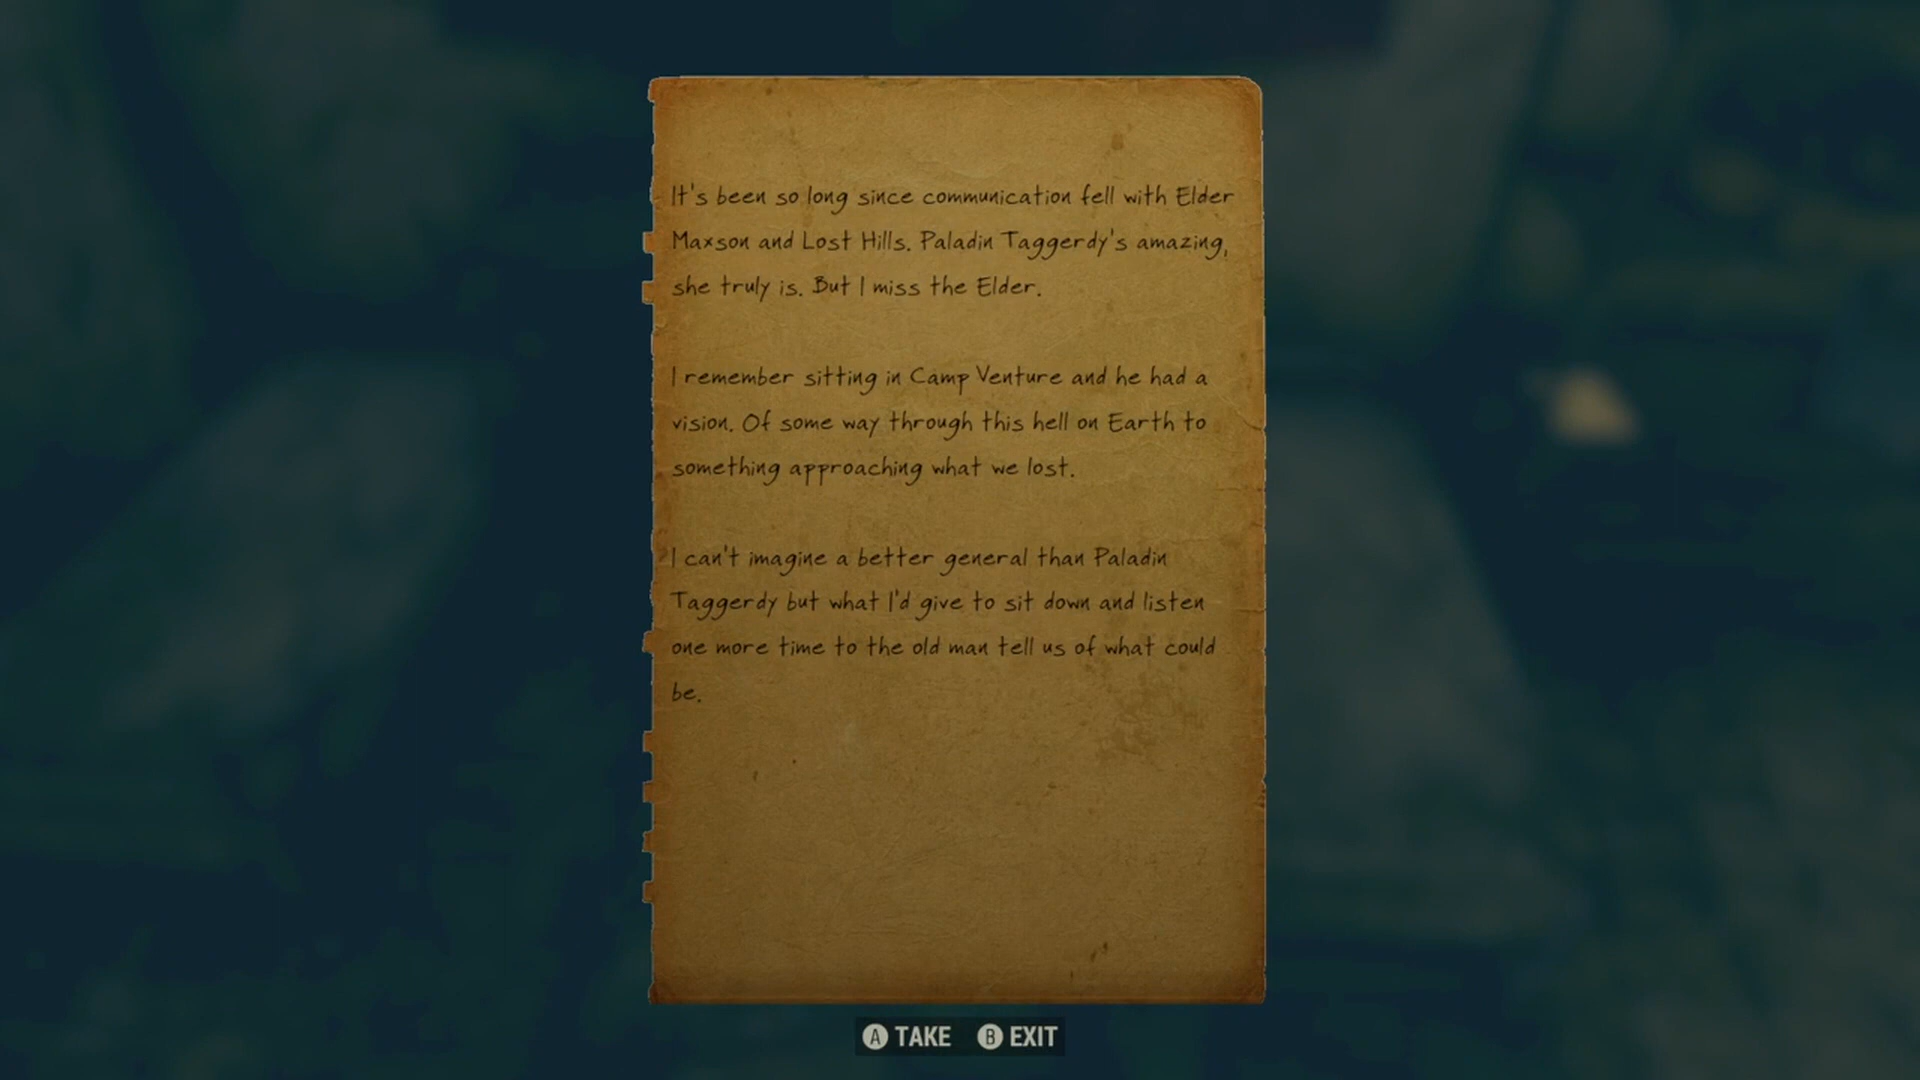 It's been so long since communication fell with Elder
Maxson and Lost Hills. Paladin Taggerdy's amazing,
she truly is. But I miss the Elder.
I remember sitting in Camp Venture and he had a
vision. Of some way through this hell on Earth to
something approaching what we lost.
I can't imagine a better general than Paladin
Taggerdy but what I'd give to sit down and listen
one more time to the old man tell us of what could
be.
A TAKE B EXIT